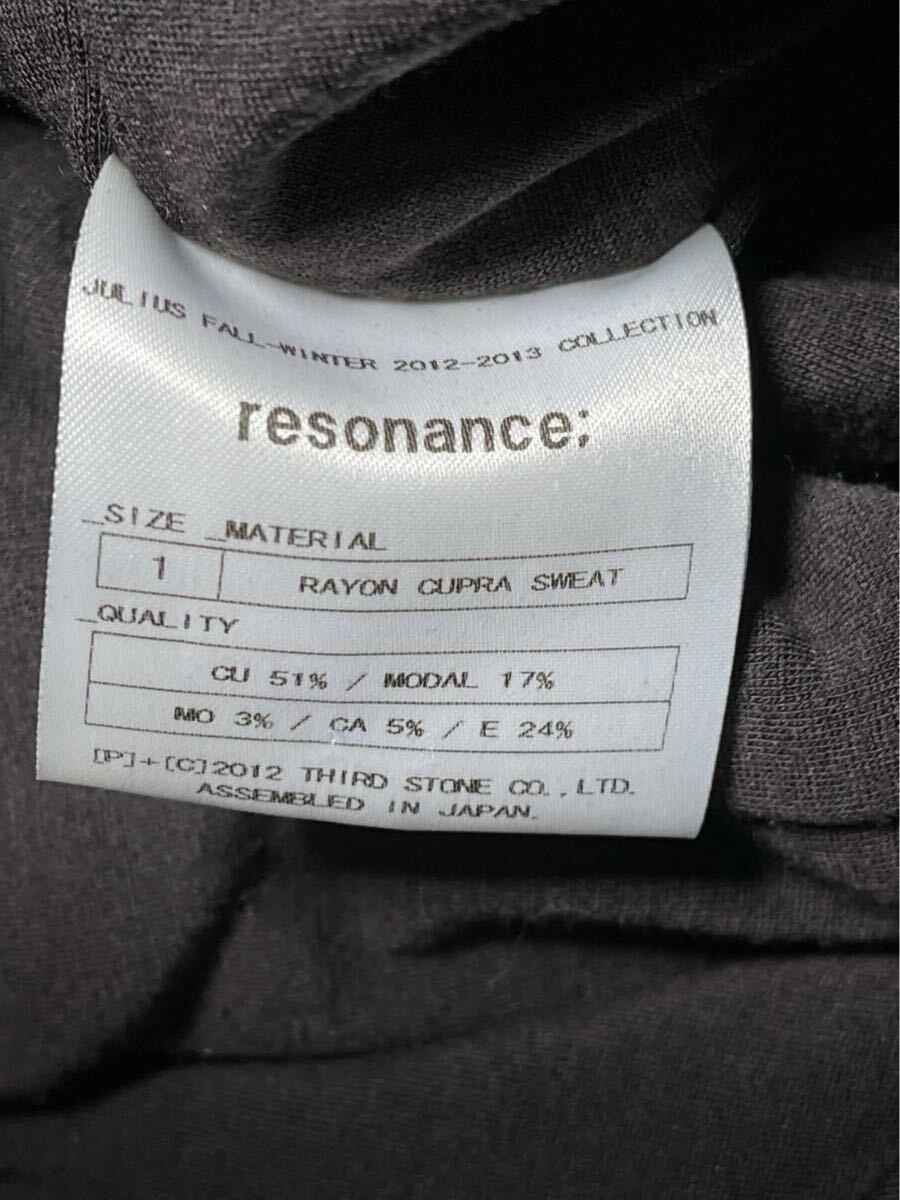 JULIUS FALL-WINTER 2012-2013 COLLECTION
resonance;
_SIZE _MATERIAL
1 RAYON CUPRA SWEAT
_QUALITY
CU 51% / MODAL 17%
MO 3% / CA 5% / E 24%
[P]+[C]2012 THIRD STONE CO.,LTD.
ASSEMBLED IN JAPAN.